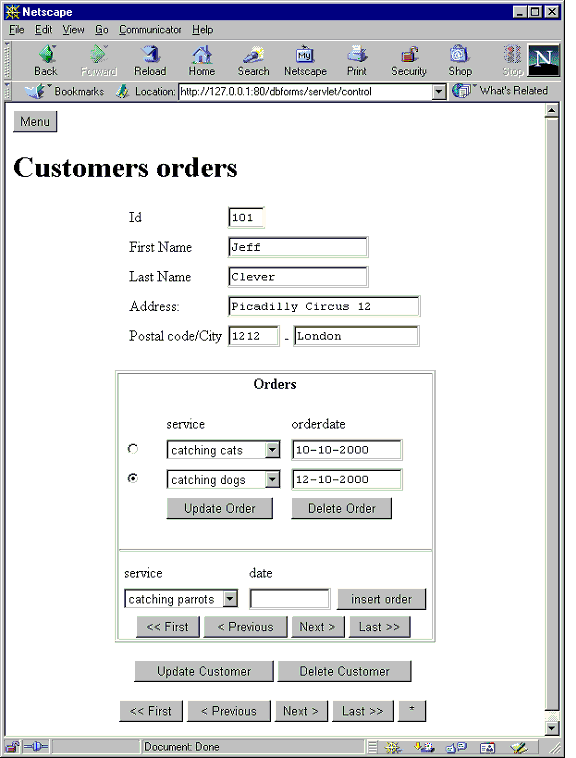 Netscape
File Edit View Go Communicator Help
Back Forward Reload Home Search Netscape Print Security Shop Stop N
My
Bookmarks Location: http://127.0.0.1:80/dbforms/servlet/control What's Related
Menu
Customers orders
Id 101
First Name Jeff
Last Name Clever
Address: Picadilly Circus 12
Postal code/City 1212 - London
Orders
service orderdate
catching cats 10-10-2000
catching dogs 12-10-2000
Update Order Delete Order
service date
catching parrots insert order
<< First < Previous Next > Last >>
Update Customer Delete Customer
<< First < Previous Next > Last >> *
Document: Done